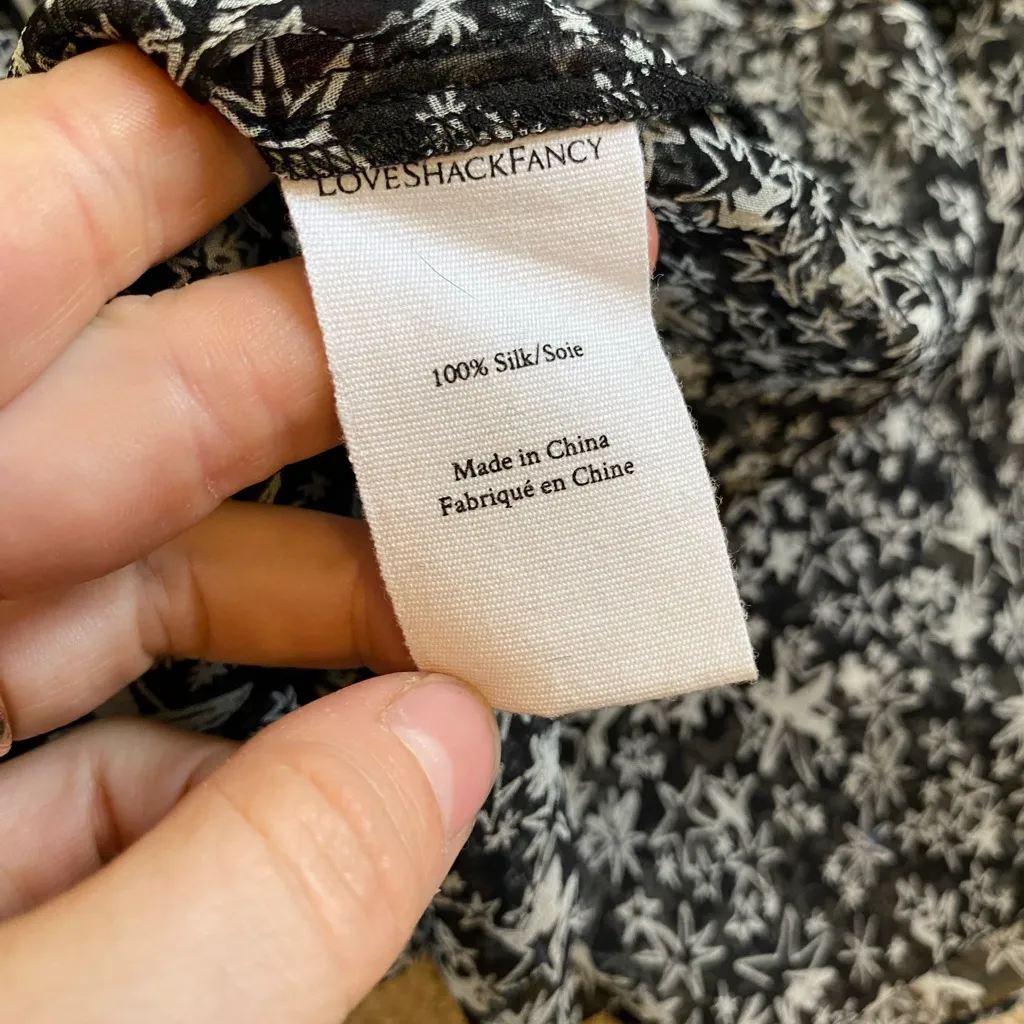 LOVESHACKFANCY
100% Silk/Soie
Made in China
Fabriqué en Chine